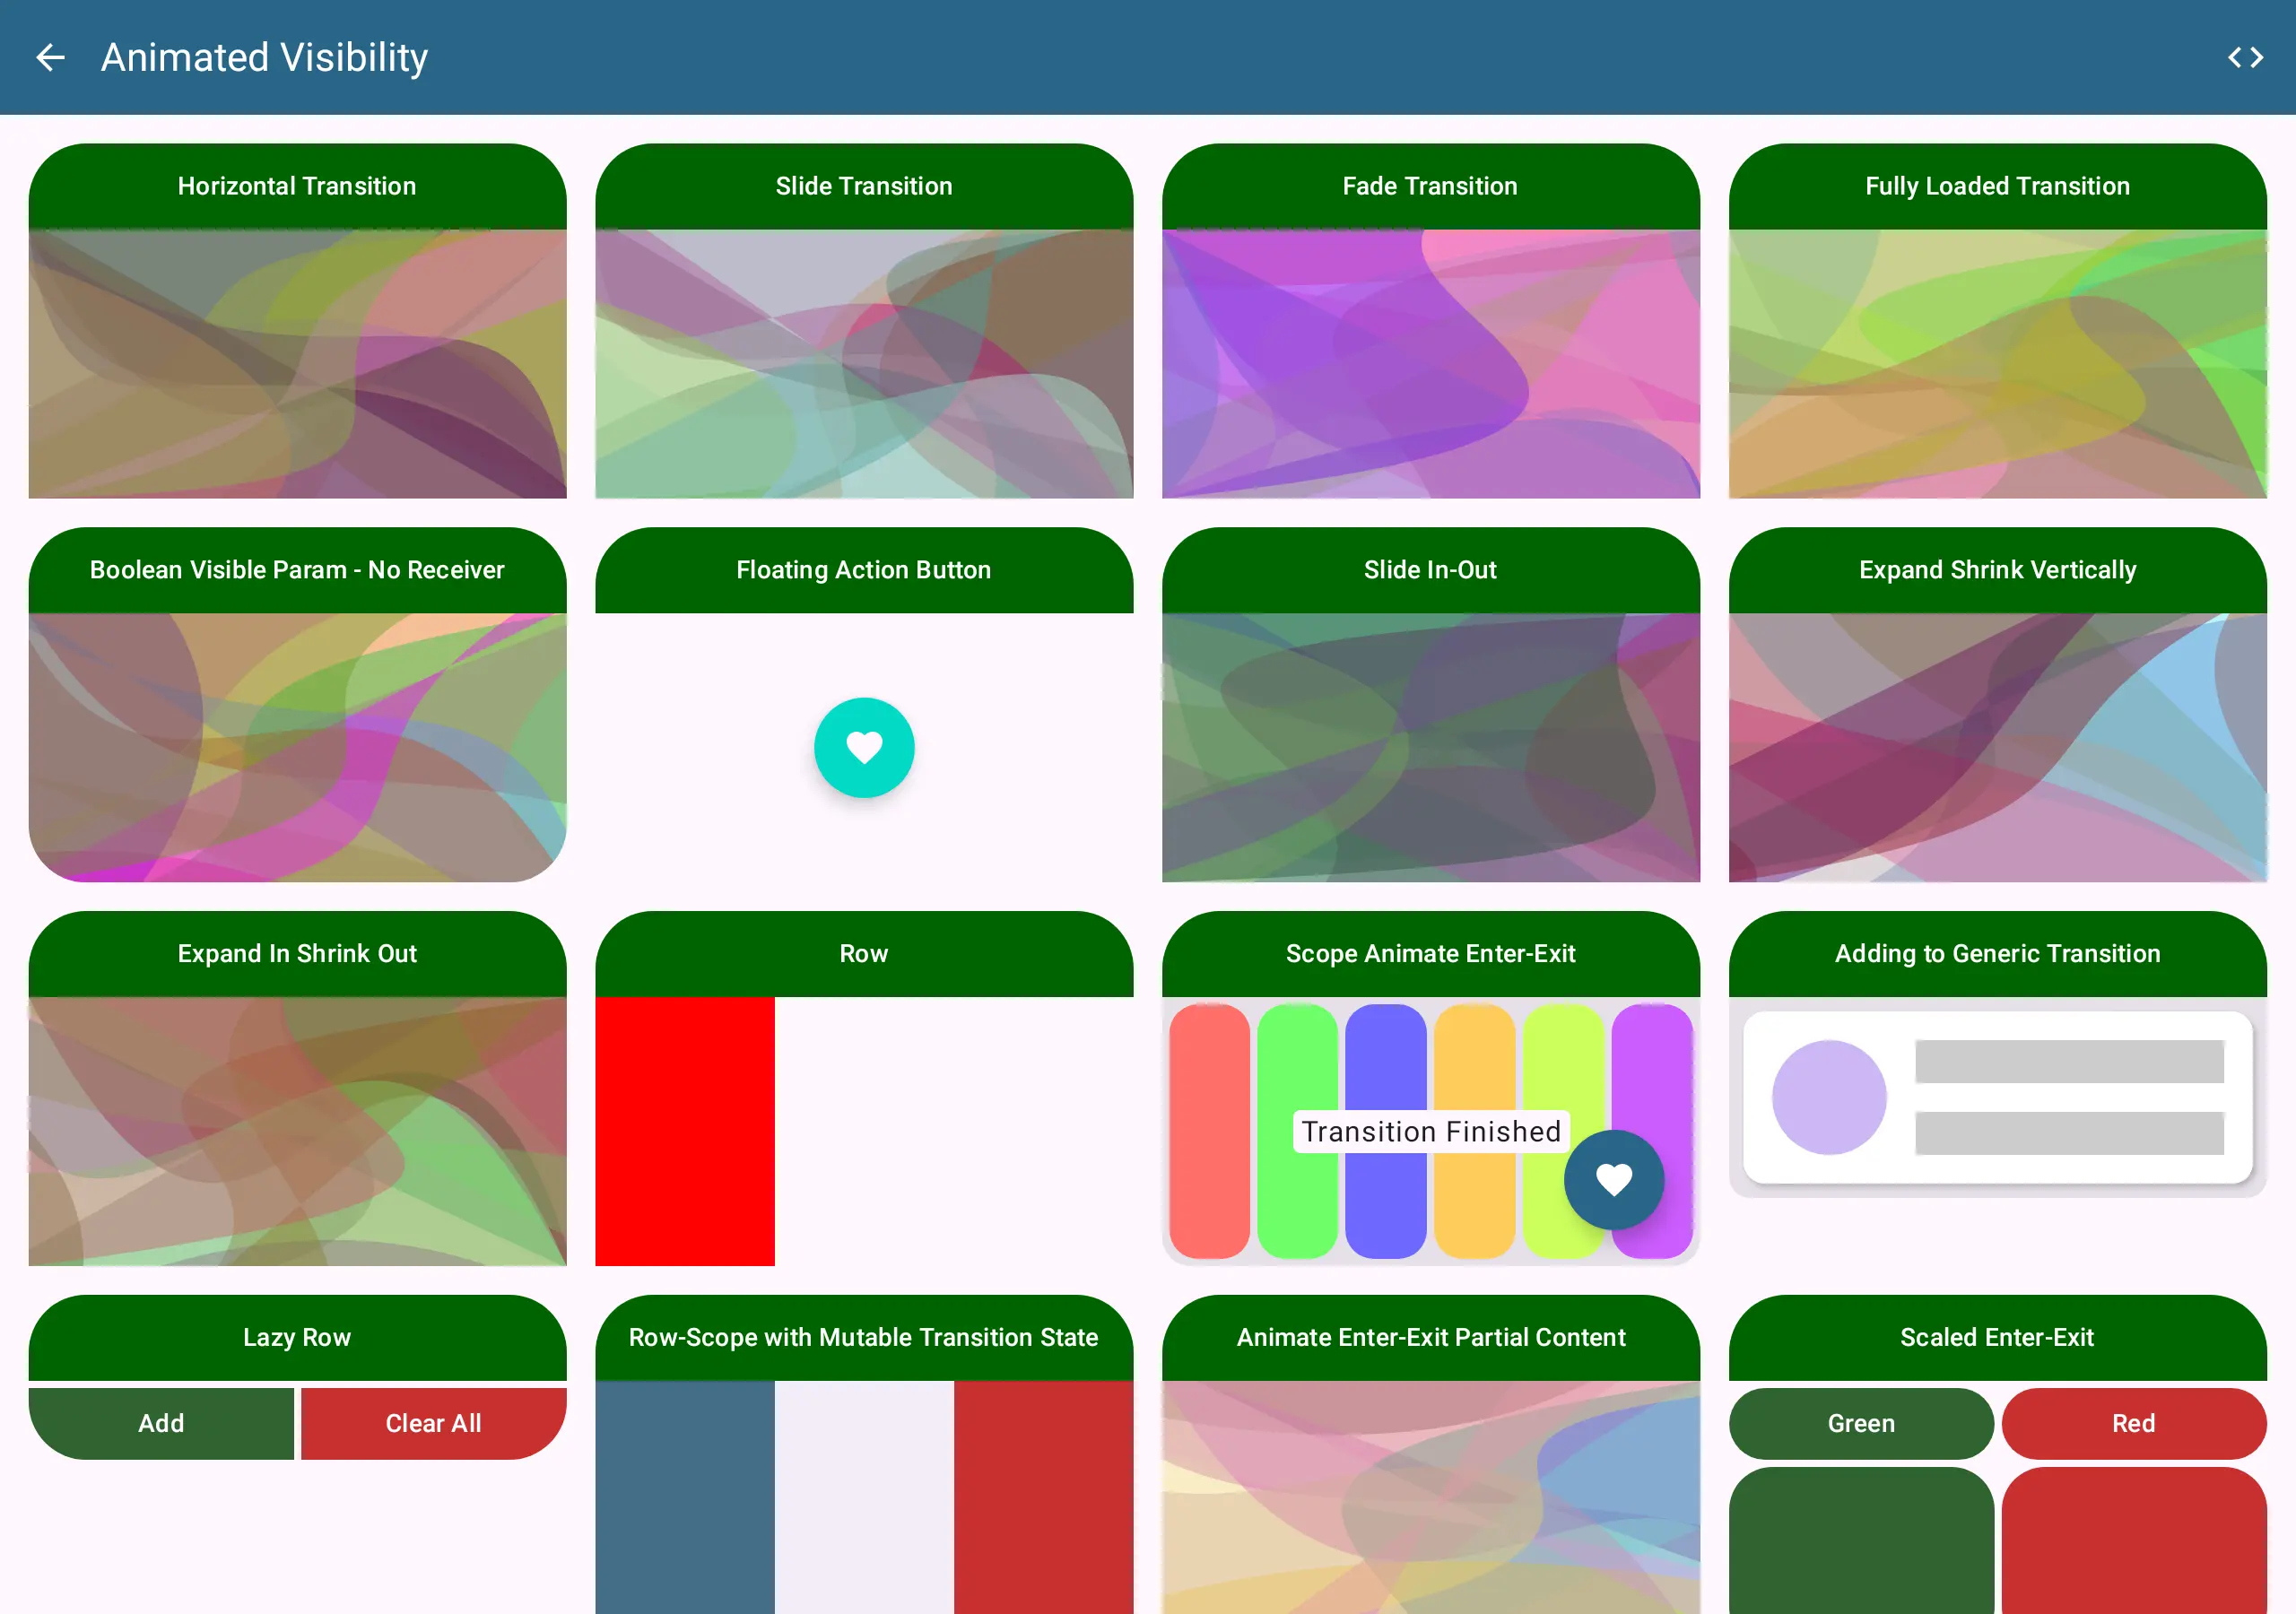 Animated Visibility
Horizontal Transition
Slide Transition
Fade Transition
Fully Loaded Transition
Boolean Visible Param - No Receiver
Floating Action Button
Slide In-Out
Expand Shrink Vertically
Expand In Shrink Out
Row
Scope Animate Enter-Exit
Adding to Generic Transition
Transition Finished
Lazy Row
Row-Scope with Mutable Transition State
Animate Enter-Exit Partial Content
Scaled Enter-Exit
Add
Clear All
Green
Red